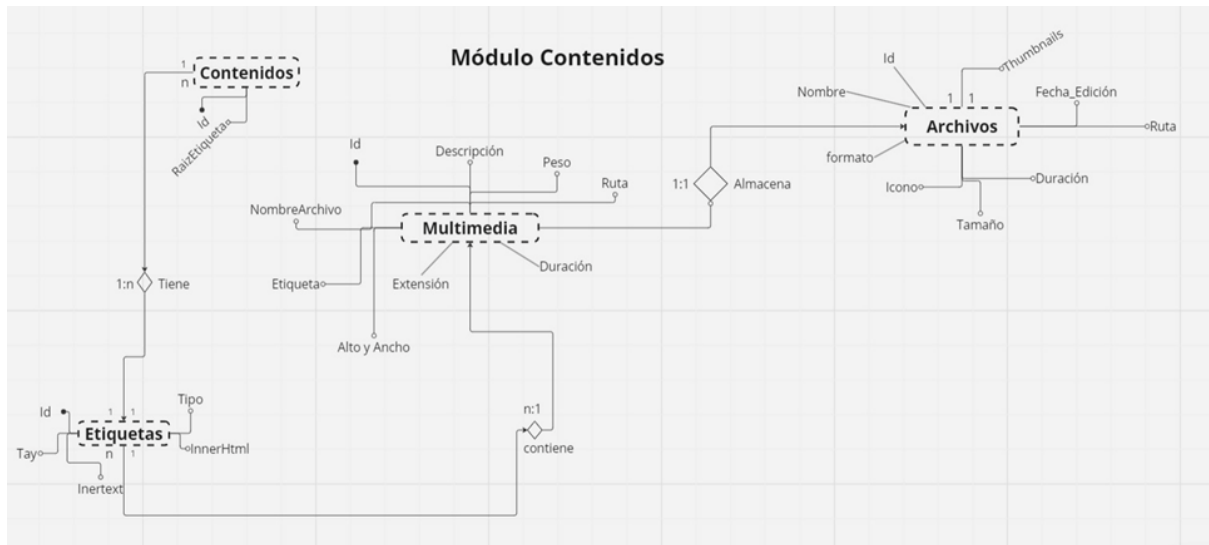 Módulo Contenidos
1
Contenidos
n
Id
RaizEtiqueta
1:n
Tiene
Id
Descripción
Peso
Ruta
NombreArchivo
Multimedia
Etiqueta
Extensión
Duración
Alto y Ancho
1:1
Almacena
Id
Thumbnails
Nombre
1
1
Fecha_Edición
Archivos
Ruta
formato
Icono
Duración
Tamaño
Id
1
1
Tipo
Etiquetas
Tay
n
1
InnerHtml
Inertext
n:1
contiene